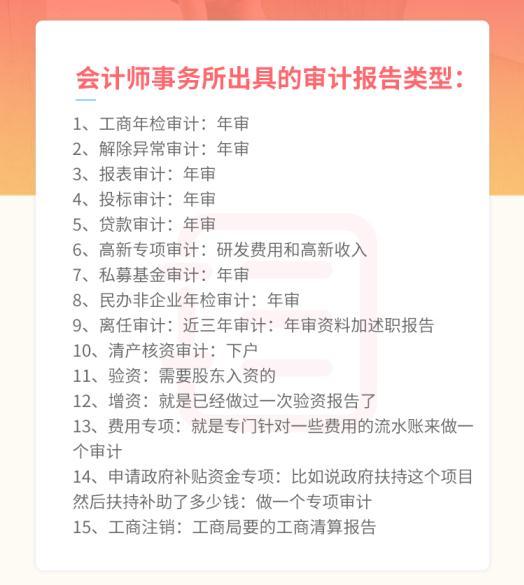 会计师事务所出具的审计报告类型：
1、工商年检审计：年审
2、解除异常审计：年审
3、报表审计：年审
4、投标审计：年审
5、贷款审计：年审
6、高新专项审计：研发费用和高新收入
7、私募基金审计：年审
8、民办非企业年检审计：年审
9、离任审计：近三年审计：年审资料加述职报告
10、清产核资审计：下户
11、验资：需要股东入资的
12、增资：就是已经做过一次验资报告了
13、费用专项：就是专门针对一些费用的流水账来做一
个审计
14、申请政府补贴资金专项：比如说政府扶持这个项目
然后扶持补助了多少钱：做一个专项审计
15、工商注销：工商局要的工商清算报告